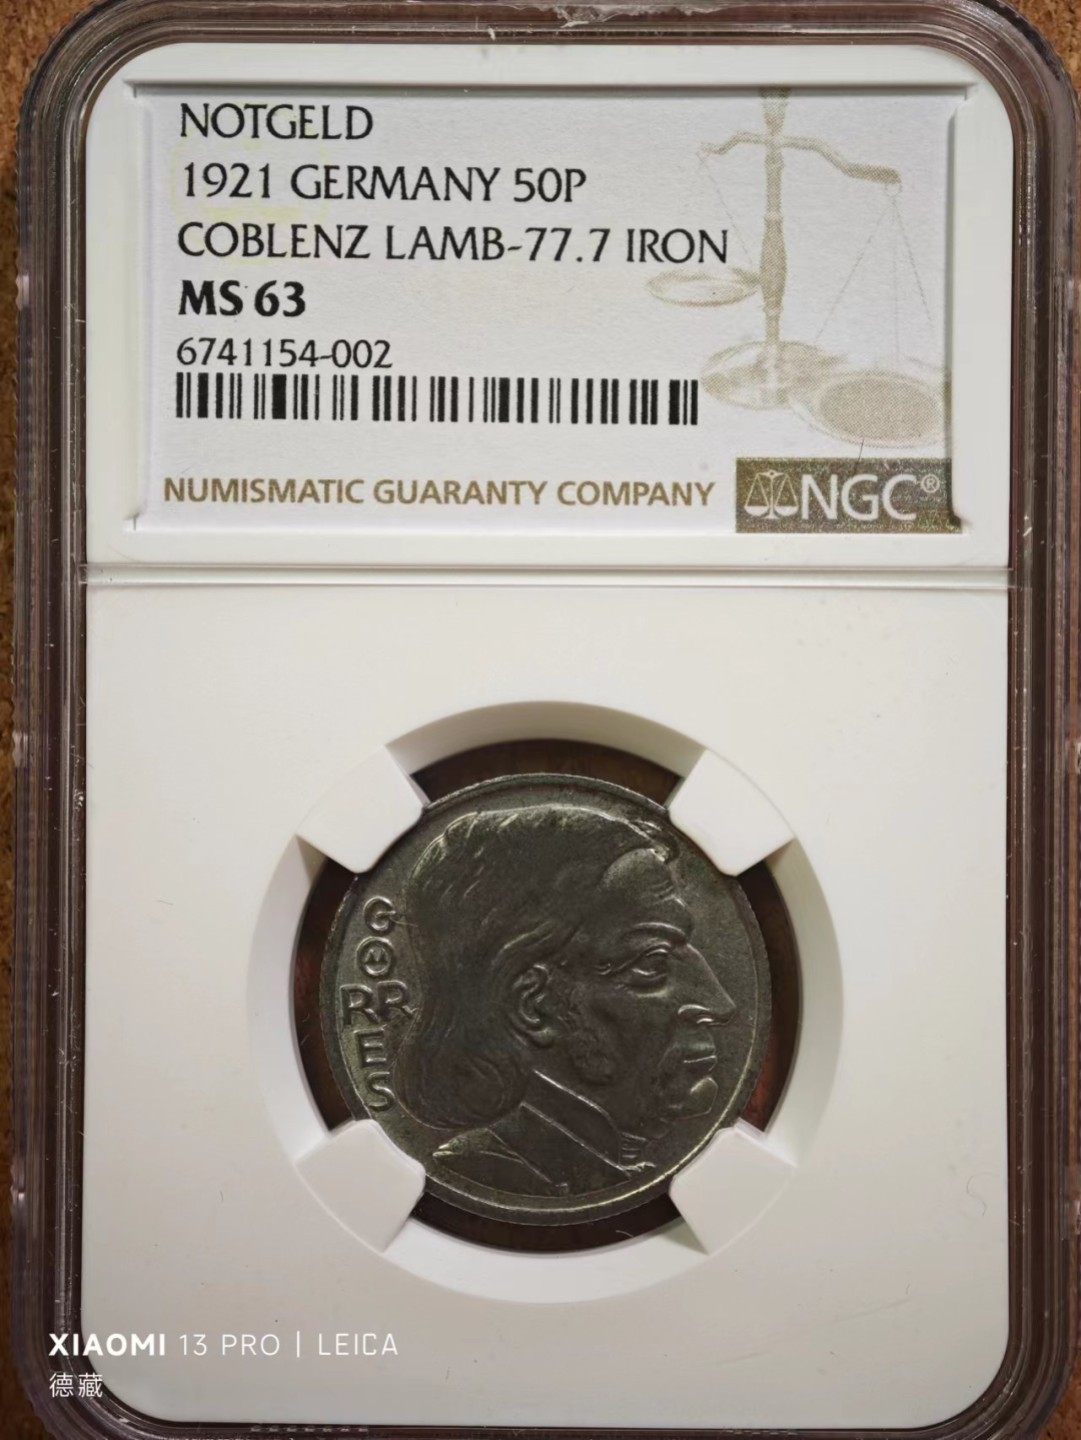 NOTGELD
1921 GERMANY 50P
COBLENZ LAMB-77.7 IRON
MS 63
6741154-002
NUMISMATIC GUARANTY COMPANY
NGC®
GÖRRES
XIAOMI 13 PRO | LEICA
德藏